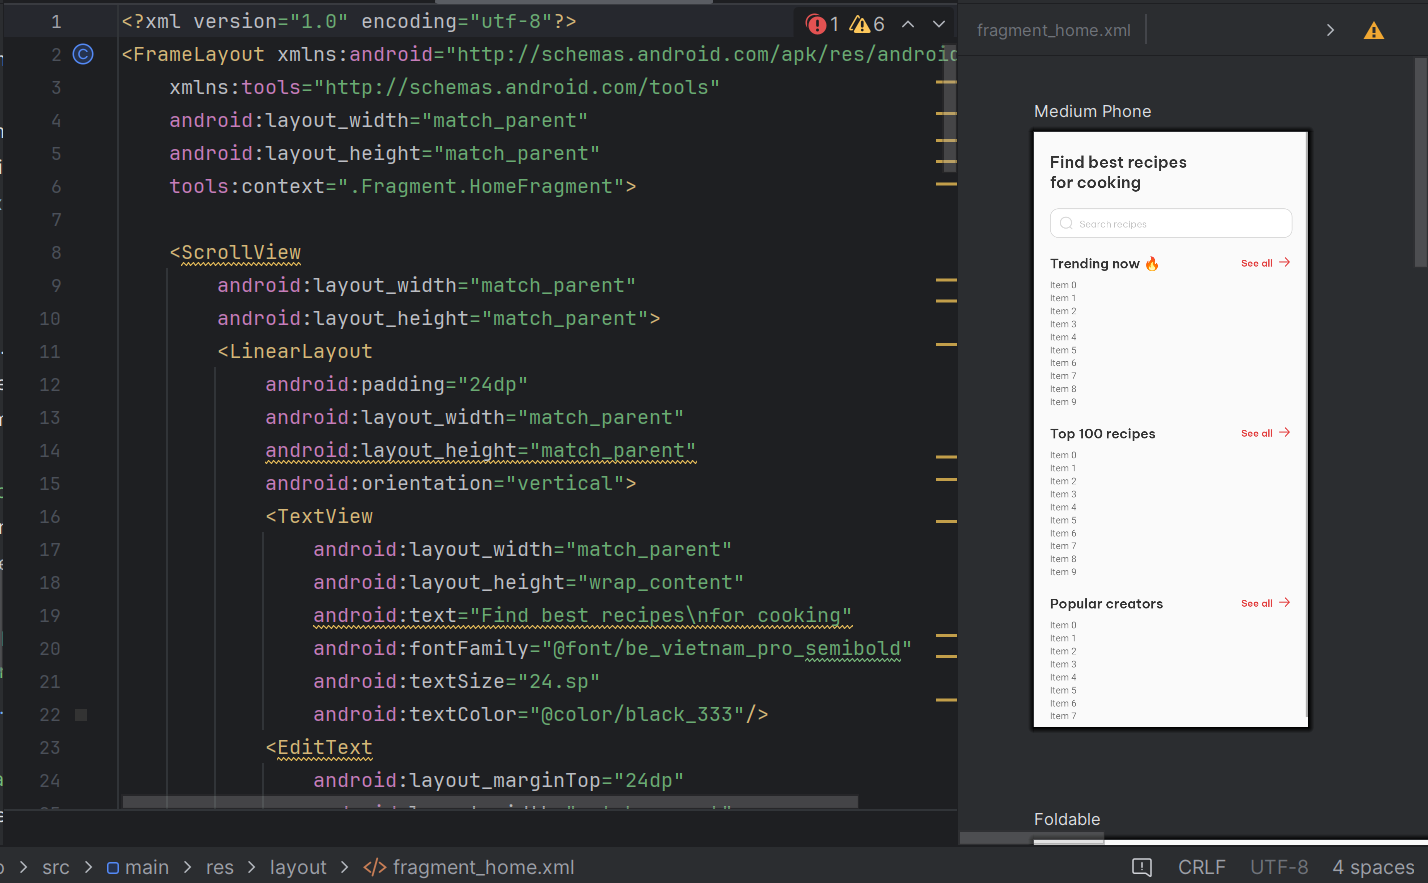 1 <?xml version="1.0" encoding="utf-8"?>
1 6
2 <FrameLayout xmlns:android="http://schemas.android.com/apk/res/android
3 xmlns:tools="http://schemas.android.com/tools"
4 android:layout_width="match_parent"
5 android:layout_height="match_parent"
6 tools:context=".Fragment.HomeFragment">
7
8 <ScrollView
9 android:layout_width="match_parent"
10 android:layout_height="match_parent">
11 <LinearLayout
12 android:padding="24dp"
13 android:layout_width="match_parent"
14 android:layout_height="match_parent"
15 android:orientation="vertical">
16 <TextView
17 android:layout_width="match_parent"
18 android:layout_height="wrap_content"
19 android:text="Find best recipes\nfor cooking"
20 android:fontFamily="@font/be_vietnam_pro_semibold"
21 android:textSize="24.sp"
22 android:textColor="@color/black_333"/>
23 <EditText
24 android:layout_marginTop="24dp"
fragment_home.xml
Medium Phone
Find best recipes
for cooking
Search recipes
Trending now 🔥 See all →
Item 0
Item 1
Item 2
Item 3
Item 4
Item 5
Item 6
Item 7
Item 8
Item 9
Top 100 recipes See all →
Item 0
Item 1
Item 2
Item 3
Item 4
Item 5
Item 6
Item 7
Item 8
Item 9
Popular creators See all →
Item 0
Item 1
Item 2
Item 3
Item 4
Item 5
Item 6
Item 7
Foldable
src > main > res > layout > </> fragment_home.xml
CRLF UTF-8 4 spaces